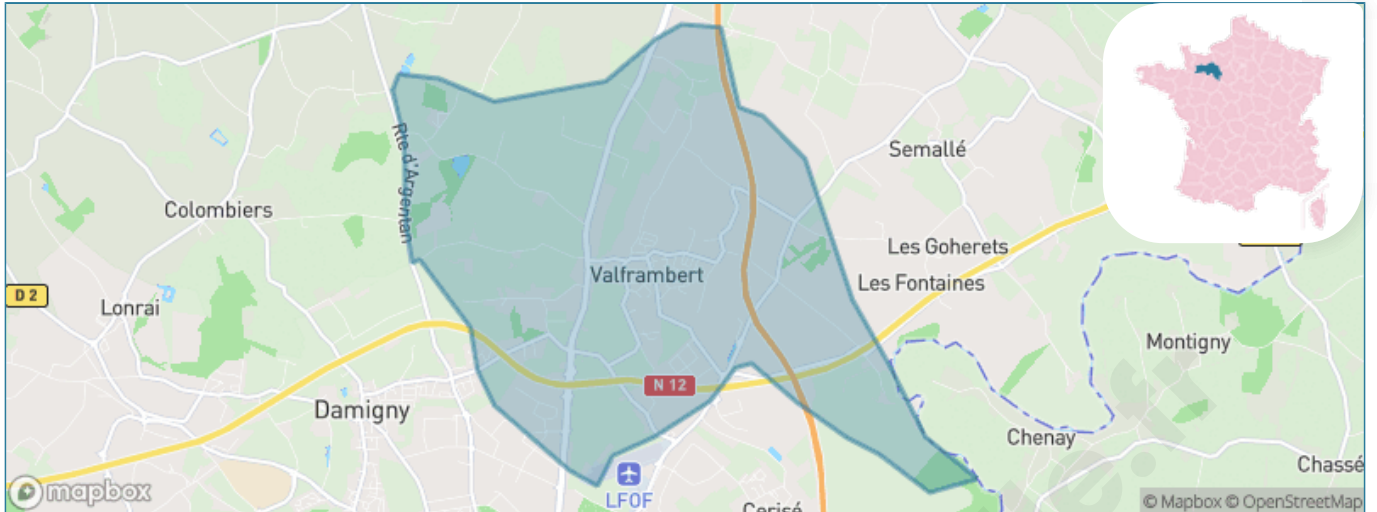 Rte d'Argentan
Semallé
Colombiers
Les Goherets
Valframbert
Les Fontaines
D 2
Lonrai
Montigny
N 12
Damigny
Chenay
Chassé
mapbox
LFOF
Cerisé
© Mapbox © OpenStreetMap